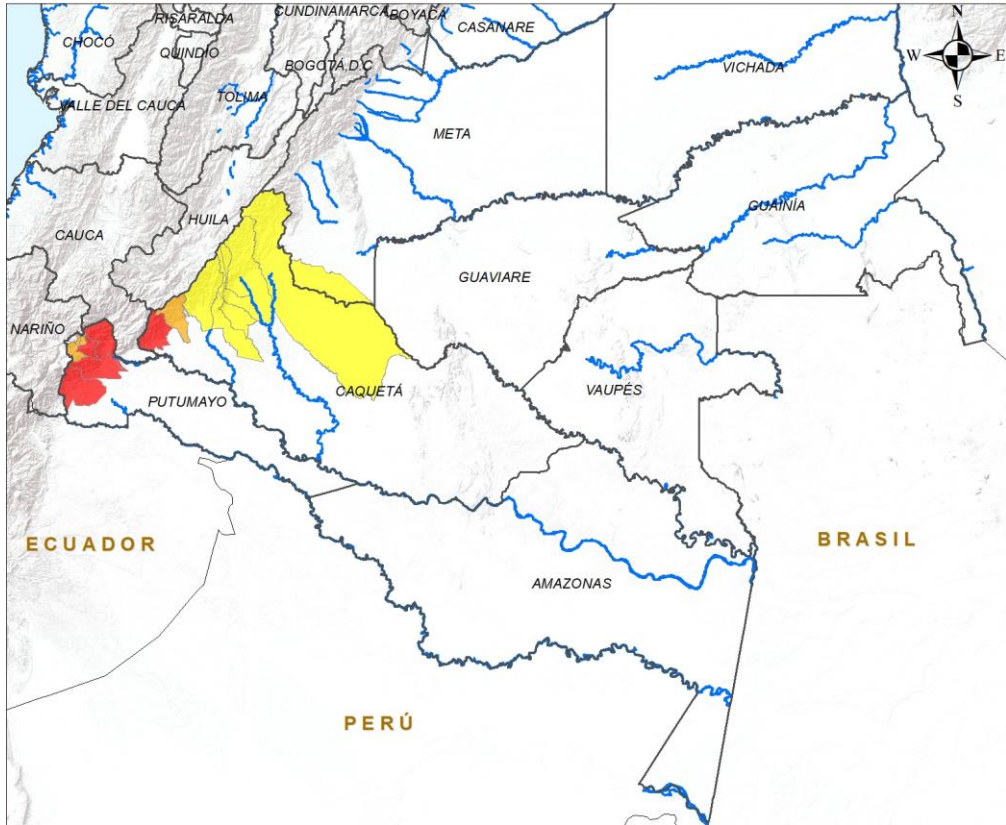 RISARALDA
CUNDINAMARCA
BOYACÁ
CASANARE
N
CHOCÓ
QUINDÍO
BOGOTÁ.D.C
VICHADA
W
E
S
VALLE DEL CAUCA
TOLIMA
META
HUILA
GUAINÍA
CAUCA
GUAVIARE
NARIÑO
CAQUETÁ
VAUPÉS
PUTUMAYO
ECUADOR
BRASIL
AMAZONAS
PERÚ